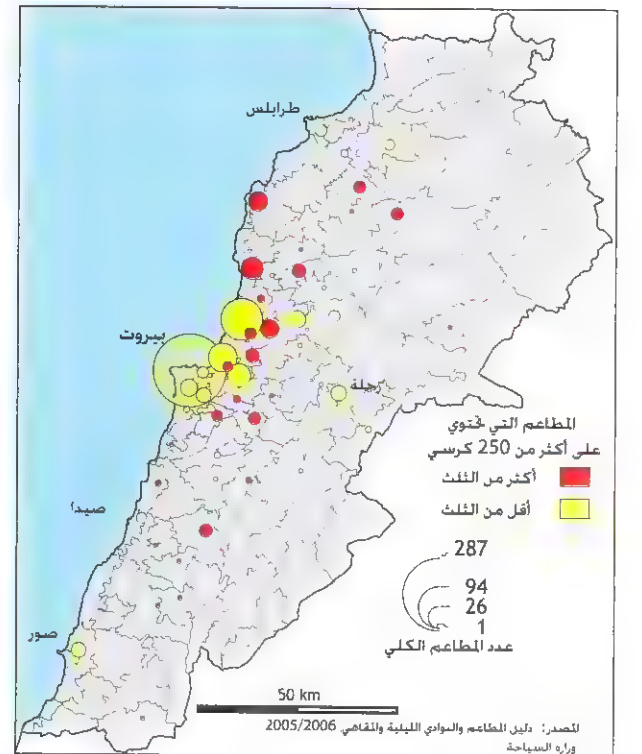 طرابلس
بيروت
زحلة
صيدا
صور
المطاعم التي تحتوي
على أكثر من 250 كرسي
أكثر من الثلث
أقل من الثلث
287
94
26
1
عدد المطاعم الكلي
50 km
المصدر: دليل المطاعم والنوادي الليلية والمقاهي 2005/2006
وزارة السياحة